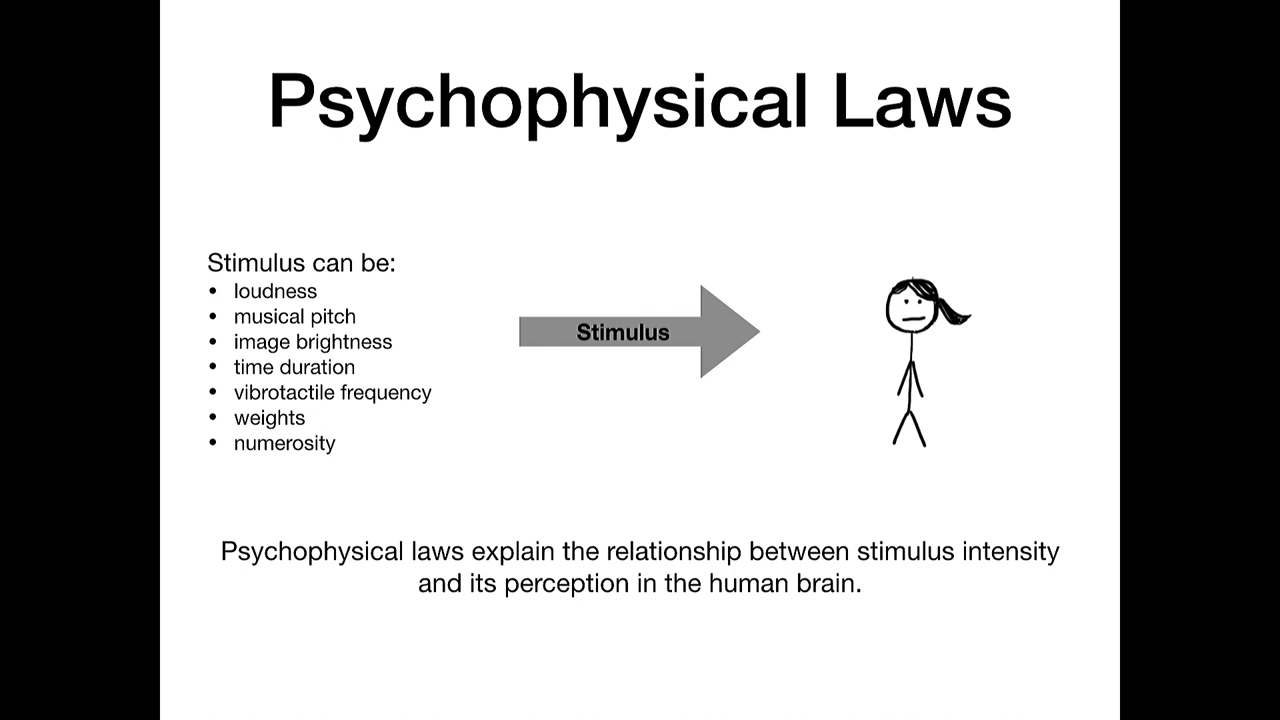 Psychophysical Laws
Stimulus can be:
• loudness
• musical pitch
• image brightness
• time duration
• vibrotactile frequency
• weights
• numerosity
Stimulus
Psychophysical laws explain the relationship between stimulus intensity
and its perception in the human brain.